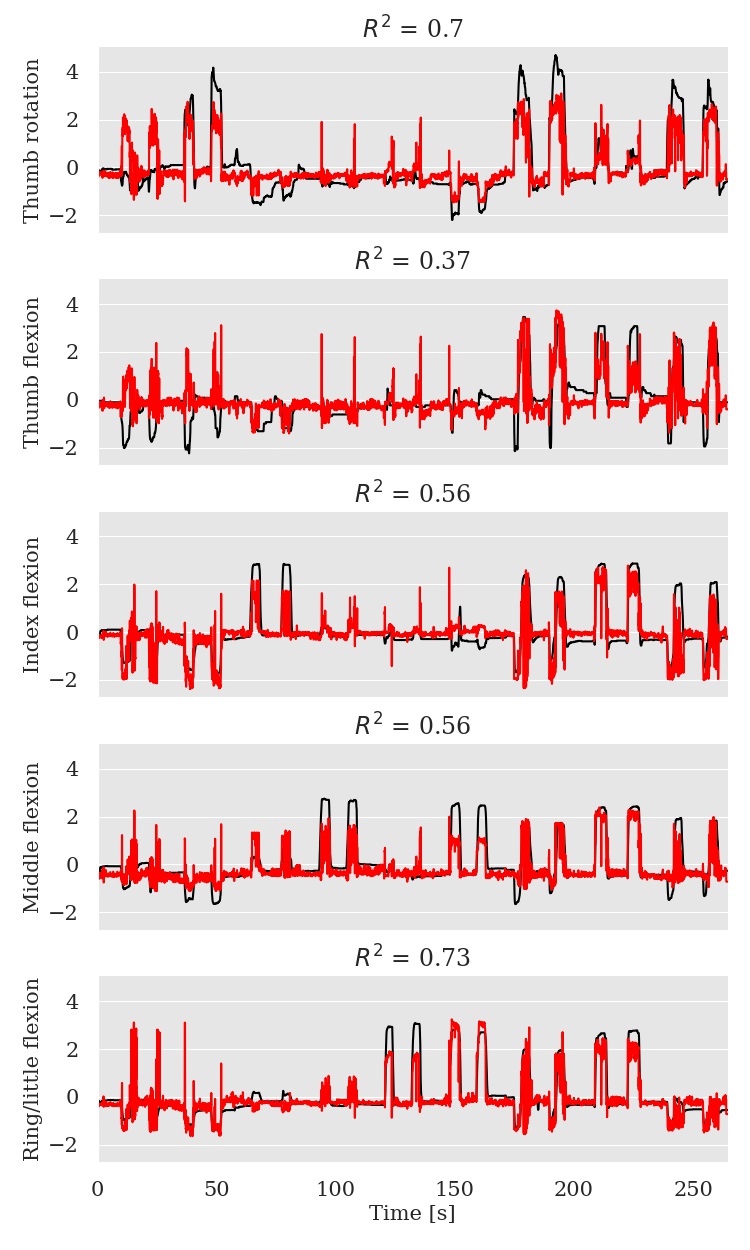 R² = 0.7
Thumb rotation
4
2
0
−2
R² = 0.37
Thumb flexion
4
2
0
−2
R² = 0.56
Index flexion
4
2
0
−2
R² = 0.56
Middle flexion
4
2
0
−2
R² = 0.73
Ring/little flexion
4
2
0
−2
0 50 100 150 200 250
Time [s]